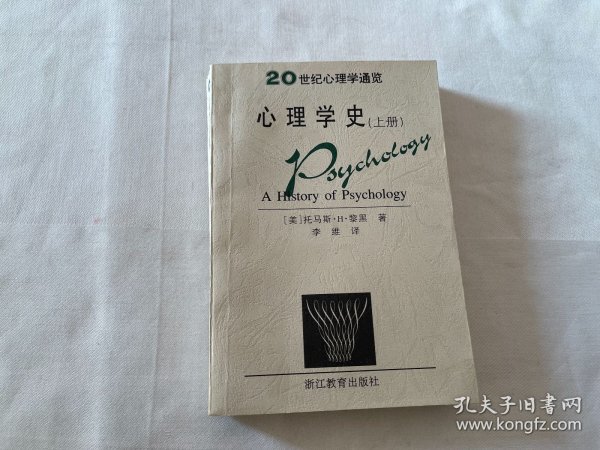 20世纪心理学通览
心理学史(上册)
Psychology
A History of Psychology
[美]托马斯·H·黎黑 著
李维 译
浙江教育出版社
孔夫子旧书网
www.kongfz.com